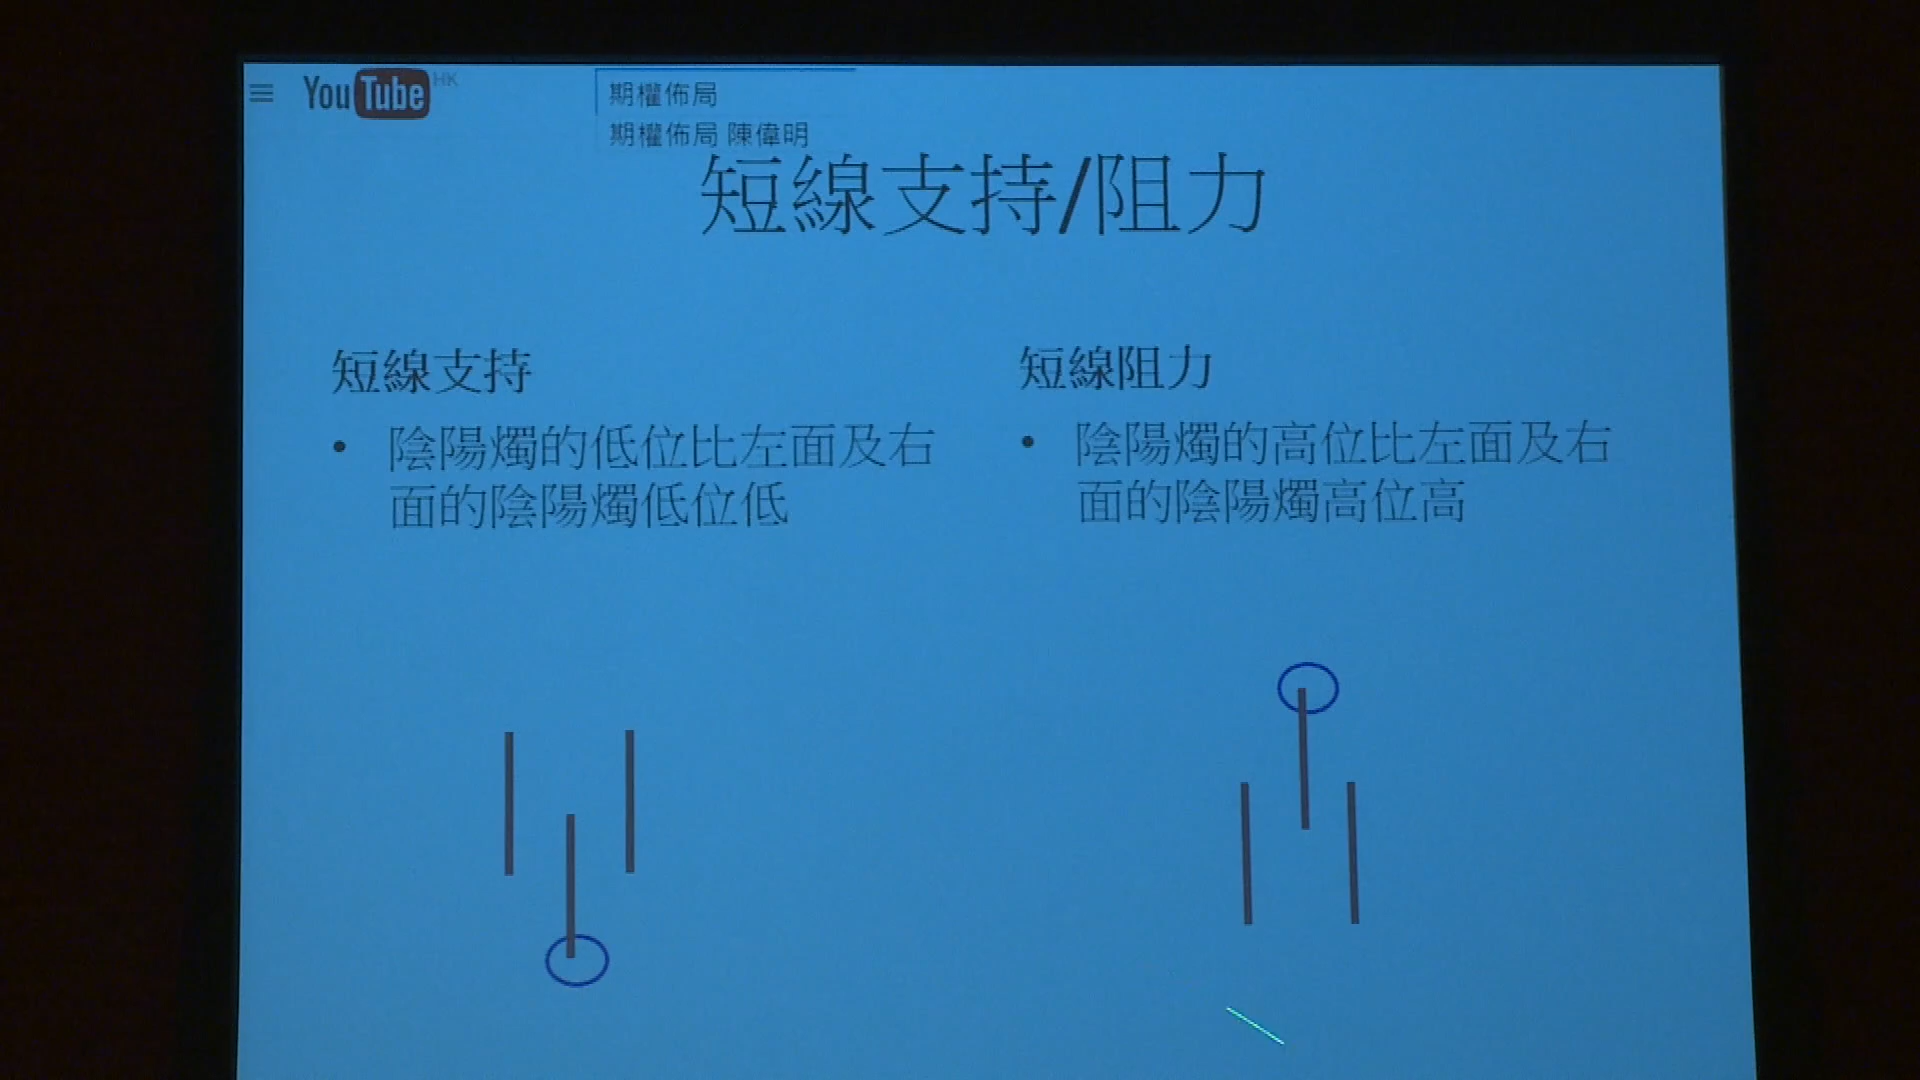 YouTube HK
期權佈局
期權佈局 陳偉明
短線支持/阻力
短線支持
• 陰陽燭的低位比左面及右
面的陰陽燭低位低
短線阻力
• 陰陽燭的高位比左面及右
面的陰陽燭高位高